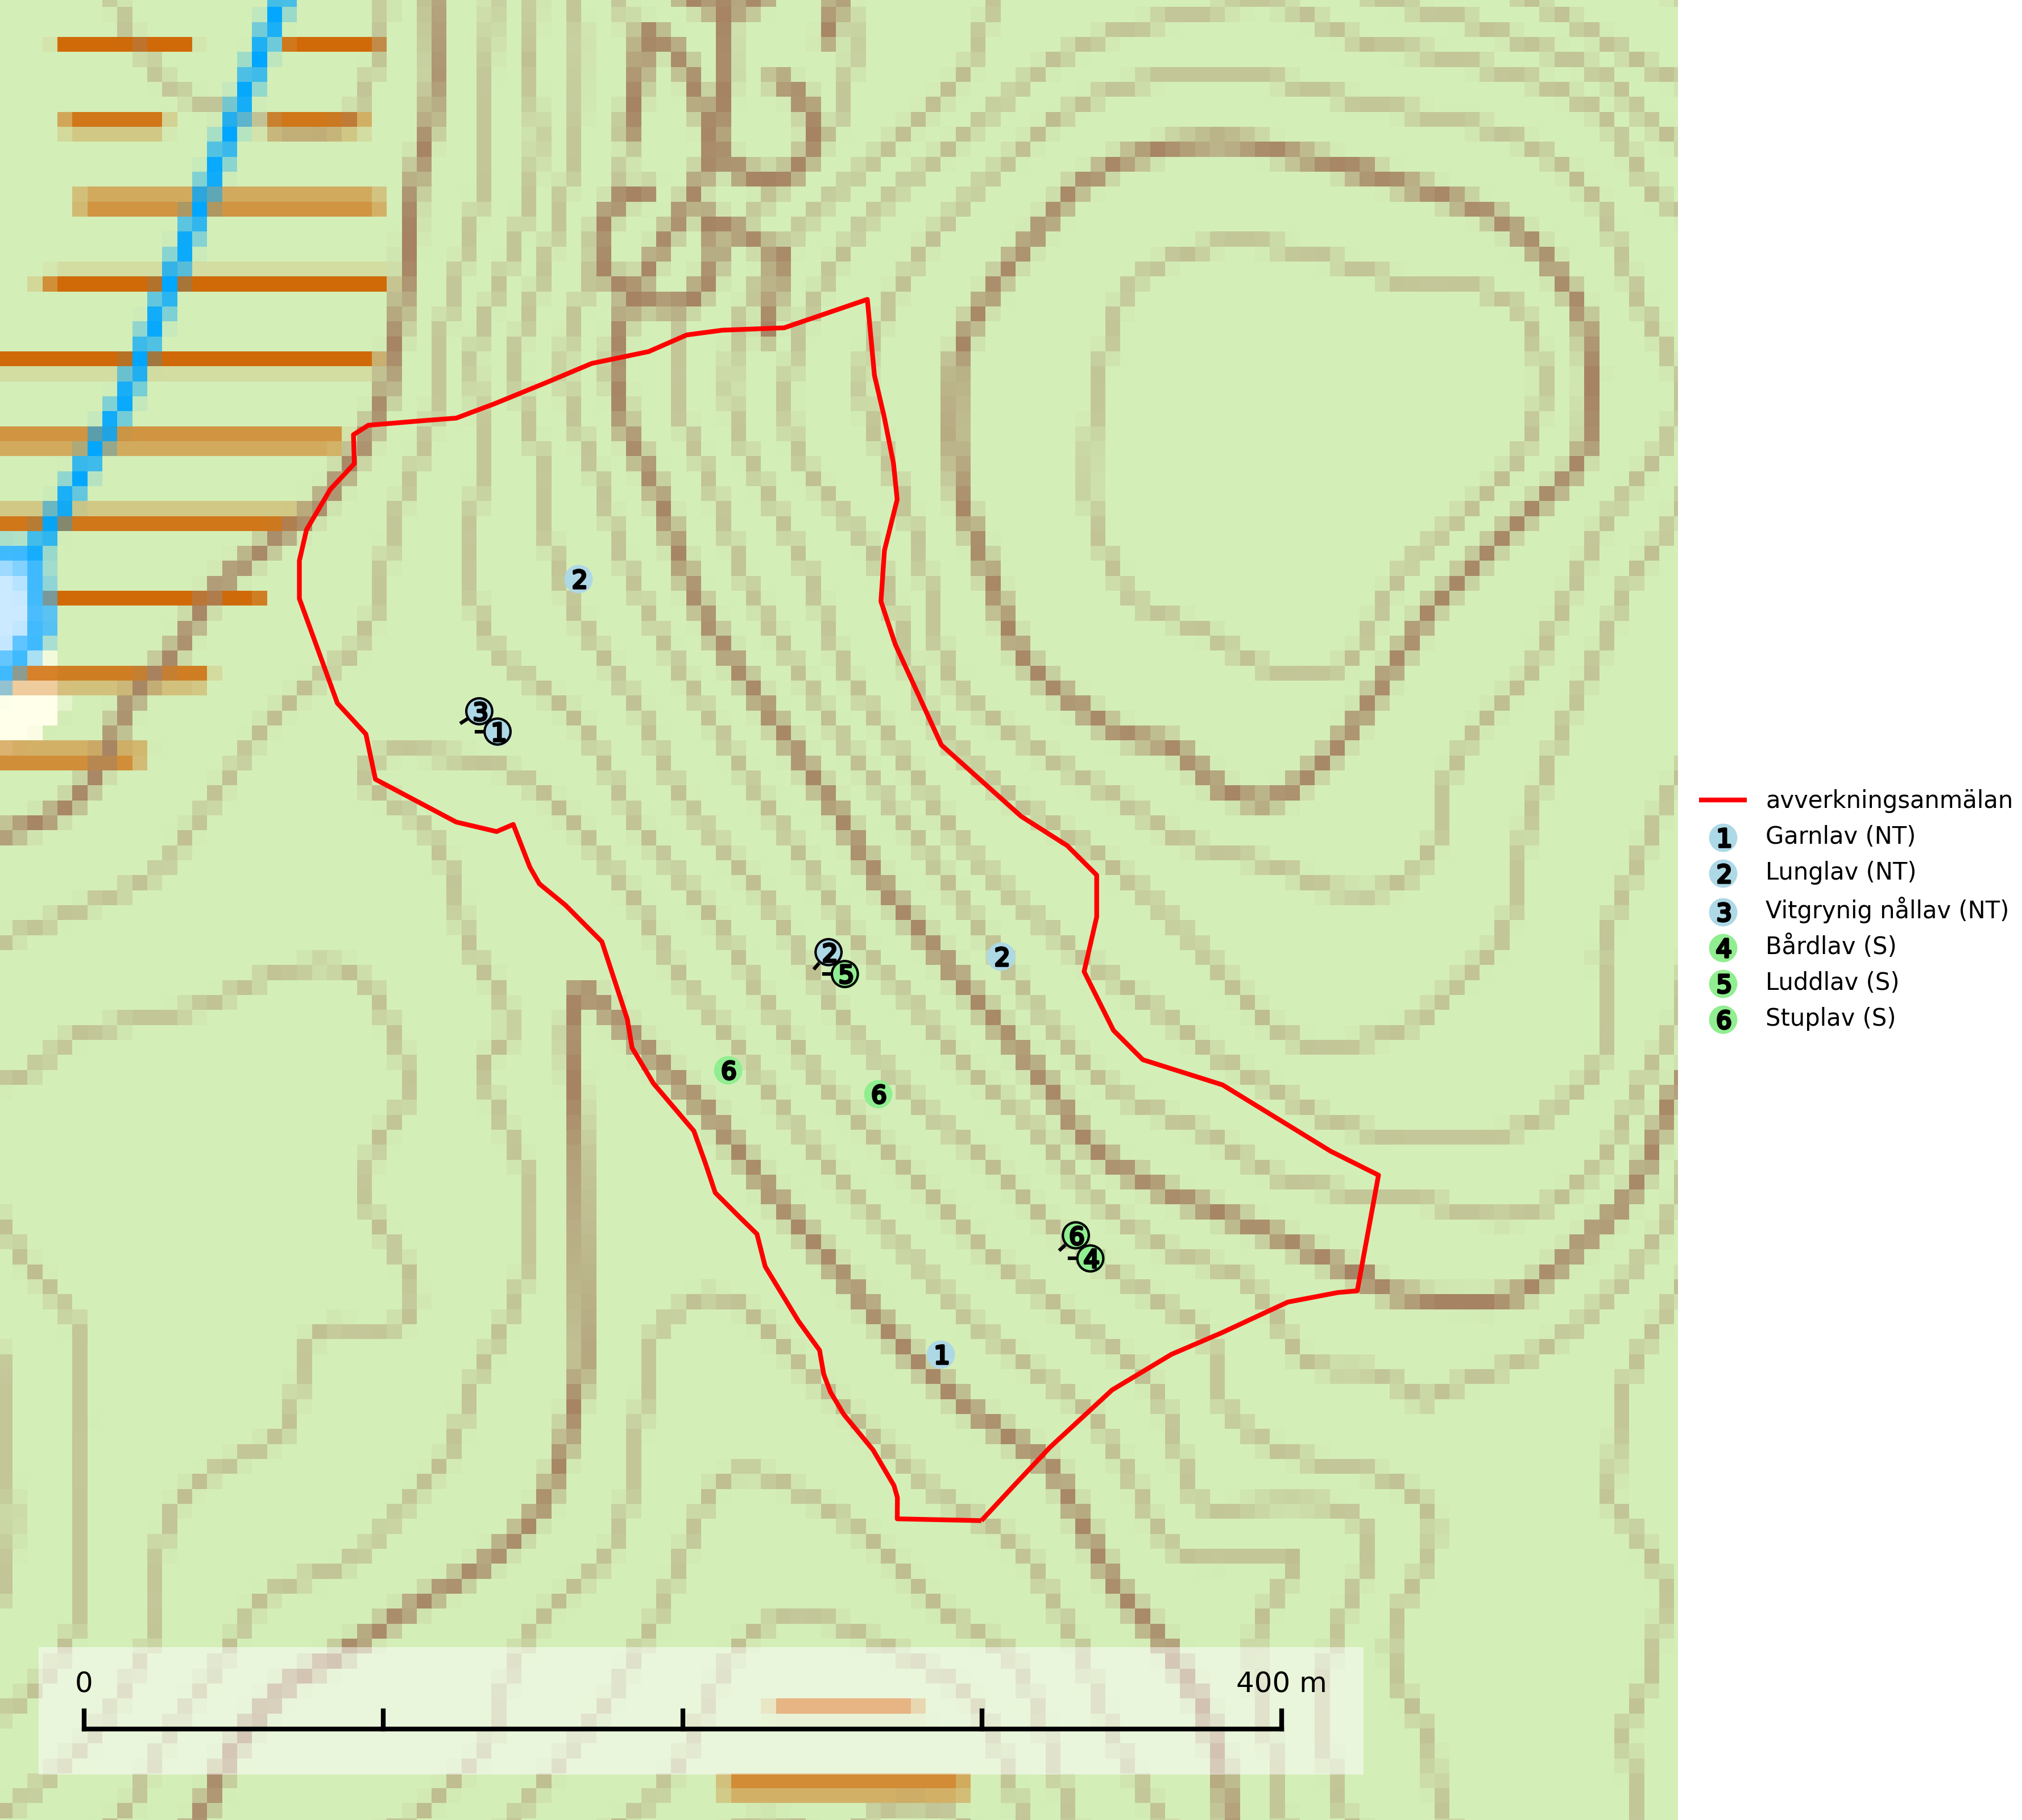 2
3
1
2
5
2
6
6
6
4
1
0
400 m
avverkningsanmälan
1 Garnlav (NT)
2 Lunglav (NT)
3 Vitgrynig nållav (NT)
4 Bårdlav (S)
5 Luddlav (S)
6 Stuplav (S)